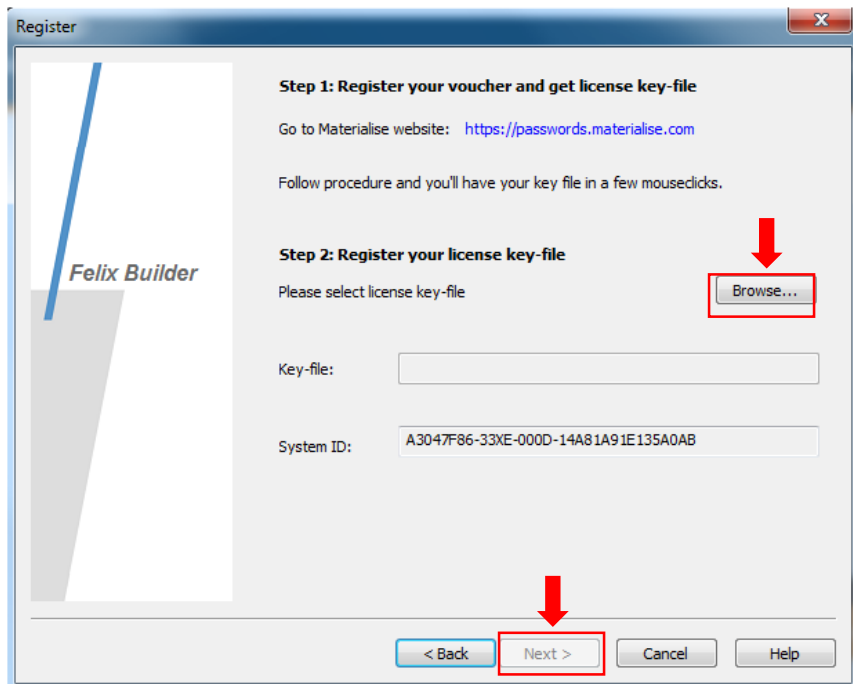 Register
Step 1: Register your voucher and get license key-file
Go to Materialise website: https://passwords.materialise.com
Follow procedure and you'll have your key file in a few mouseclicks.
Felix Builder
Step 2: Register your license key-file
Please select license key-file
Browse...
Key-file:
System ID: A3047F86-33XE-000D-14A81A91E135A0AB
< Back Next > Cancel Help